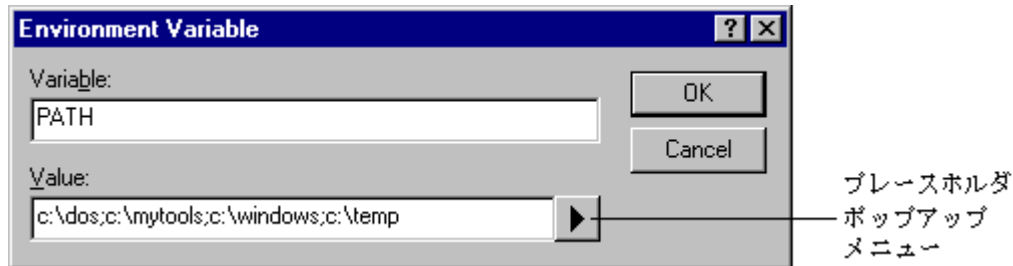 Environment Variable
Variable:
PATH
OK
Cancel
Value:
c:\dos;c:\mytools;c:\windows;c:\temp
プレースホルダ
ポップアップ
メニュー